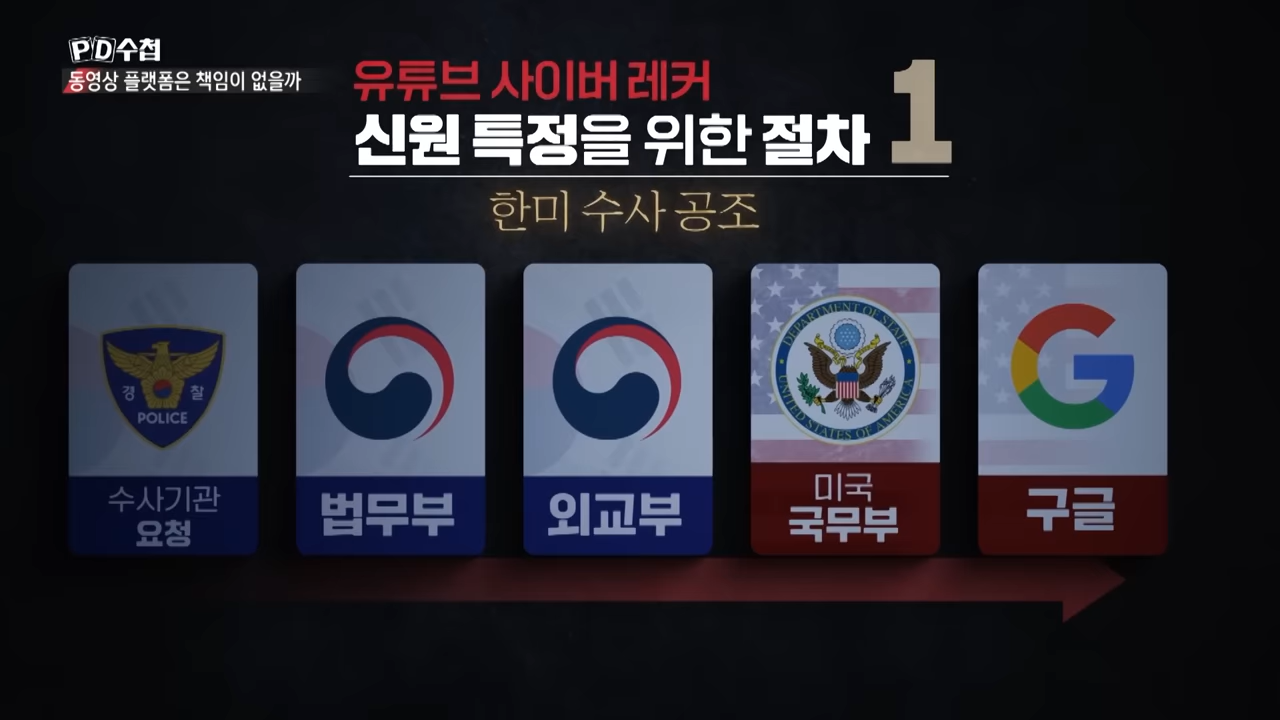 PD수첩
동영상 플랫폼은 책임이 없을까
유튜브 사이버 레커
신원 특정을 위한 절차 1
한미 수사 공조
경 찰
POLICE
수사기관
요청
법무부
외교부
DEPARTMENT OF STATE
UNITED STATES OF AMERICA
미국
국무부
구글